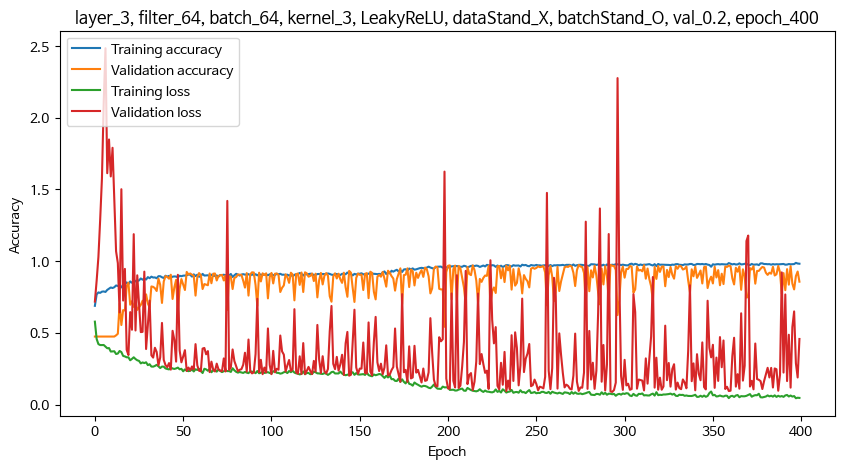 layer_3, filter_64, batch_64, kernel_3, LeakyReLU, dataStand_X, batchStand_O, val_0.2, epoch_400
Training accuracy
Validation accuracy
Training loss
Validation loss
2.5
2.0
1.5
1.0
0.5
0.0
Accuracy
0 50 100 150 200 250 300 350 400
Epoch